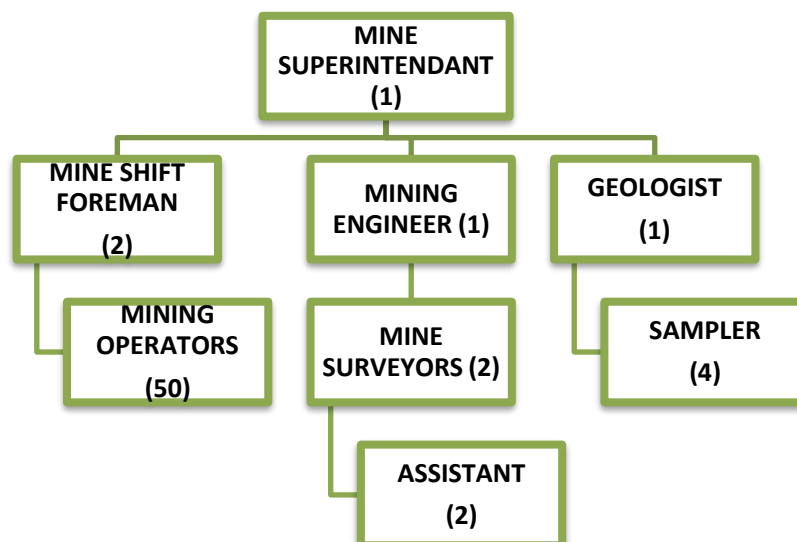 MINE
SUPERINTENDANT
(1)
MINE SHIFT
FOREMAN
(2)
MINING
ENGINEER (1)
GEOLOGIST
(1)
MINING
OPERATORS
(50)
MINE
SURVEYORS (2)
SAMPLER
(4)
ASSISTANT
(2)